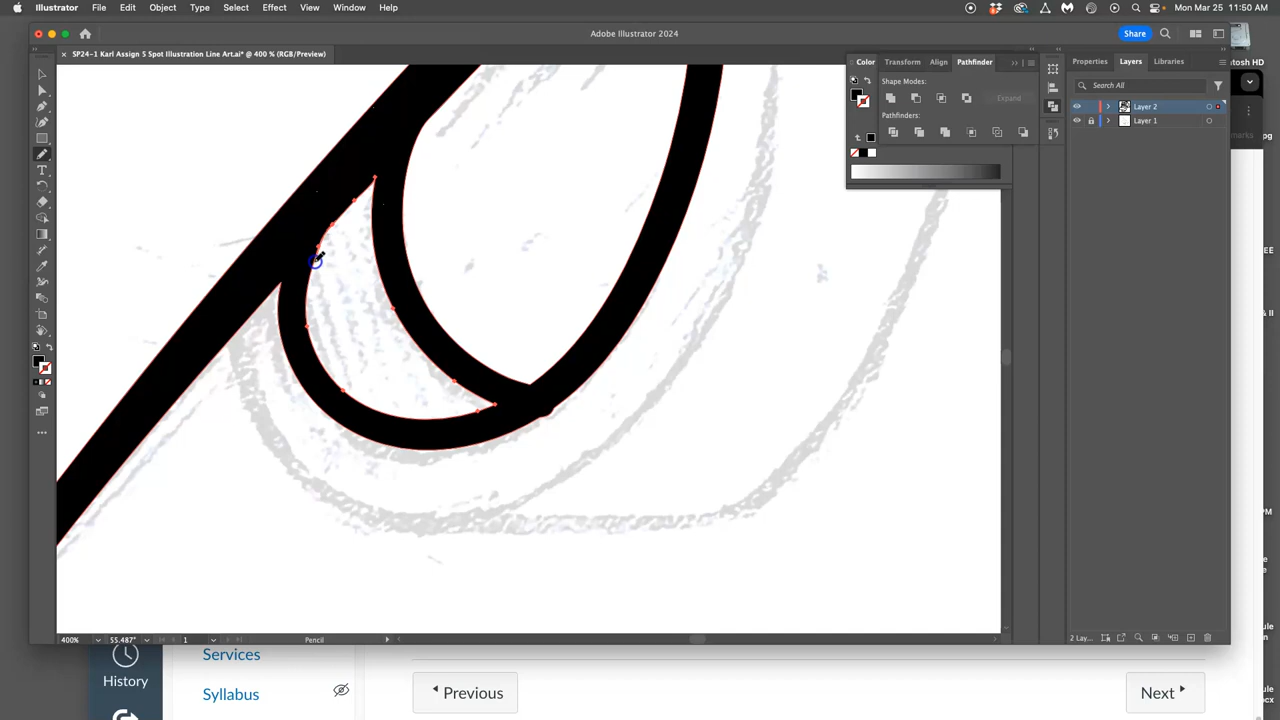 Illustrator File Edit Object Type Select Effect View Window Help Mon Mar 25 11:50 AM
Adobe Illustrator 2024
Share
× SP24-1 Karl Assign 5 Spot Illustration Line Art.ai* @ 400 % (RGB/Preview)
Color Transform Align Pathfinder
Properties Layers Libraries
Shape Modes:
Expand
Pathfinders:
Search All
Layer 2
Layer 1
400% 55.487° 1 Pencil
2 Lay...
tosh HD
marks
Services
History
Syllabus
Previous
Next